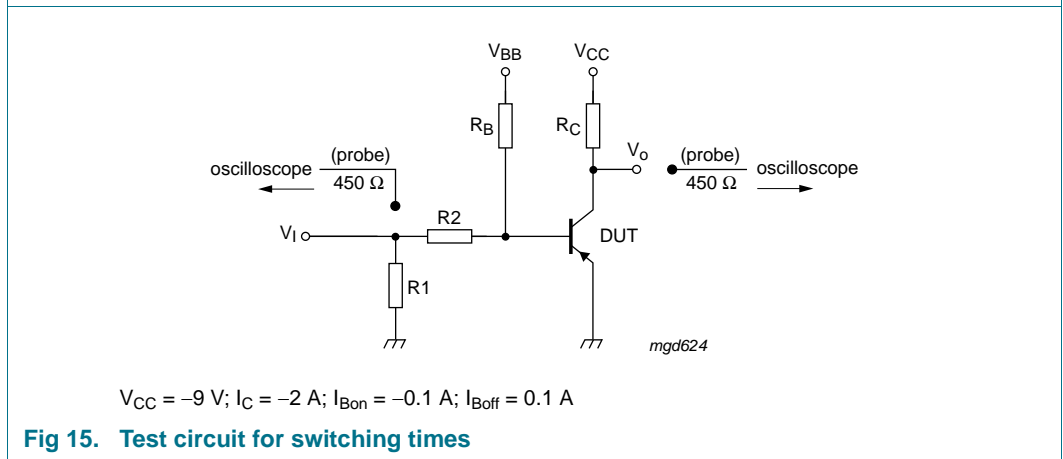 VBB VCC
RB RC
Vo
(probe) (probe)
oscilloscope oscilloscope
450 Ω 450 Ω
R2
VI DUT
R1
mgd624
VCC = −9 V; IC = −2 A; IBon = −0.1 A; IBoff = 0.1 A
Fig 15. Test circuit for switching times